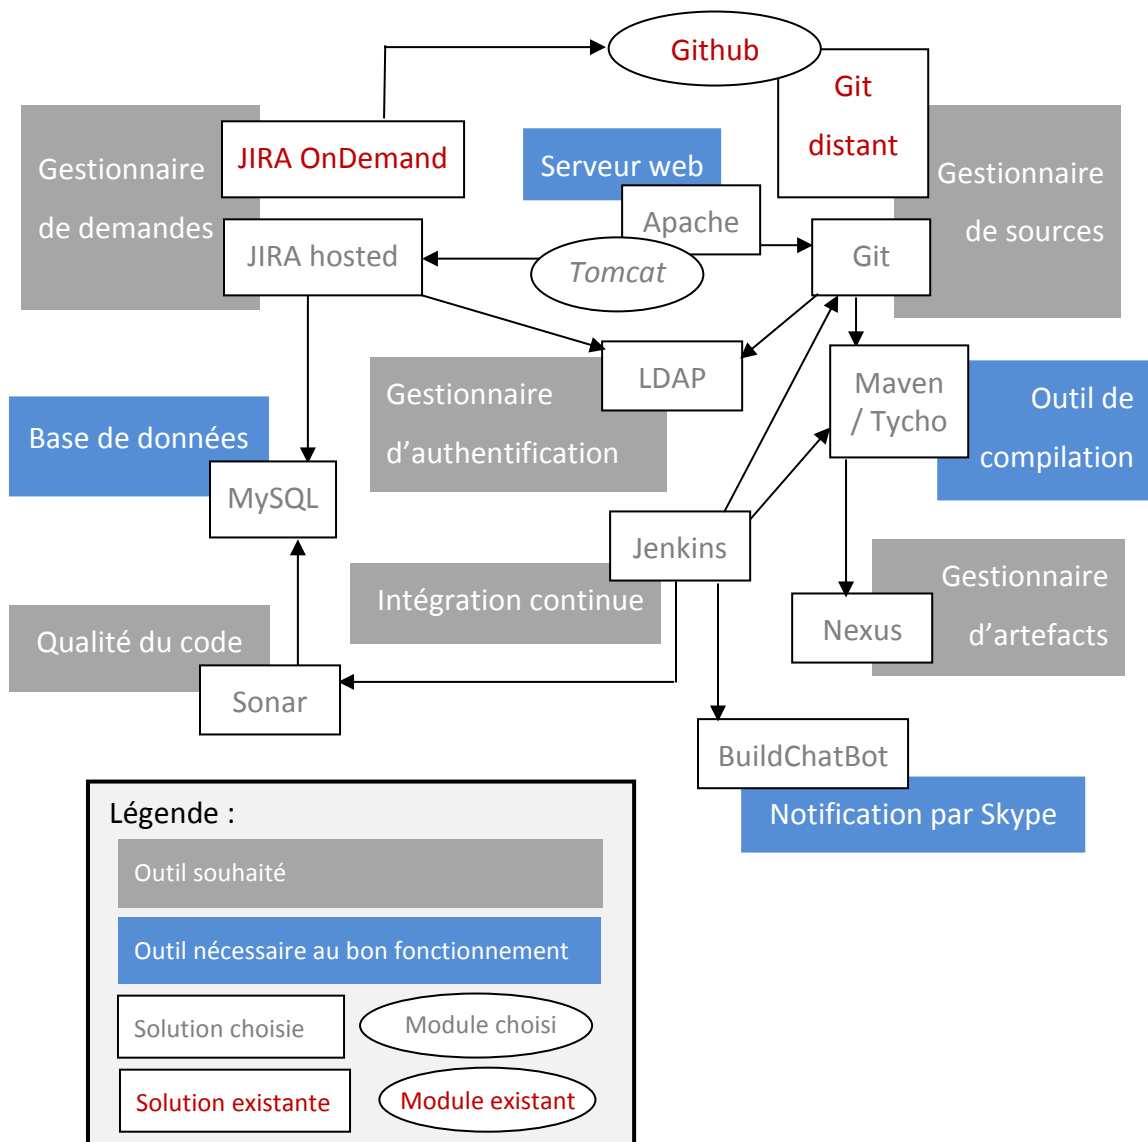 Github
Git
distant
JIRA OnDemand
Gestionnaire
de demandes
Serveur web
Gestionnaire
de sources
Apache
JIRA hosted
Tomcat
Git
LDAP
Gestionnaire
d’authentification
Maven
/ Tycho
Outil de
compilation
Base de données
MySQL
Jenkins
Intégration continue
Gestionnaire
d’artefacts
Nexus
Qualité du code
Sonar
BuildChatBot
Notification par Skype
Légende :
Outil souhaité
Outil nécessaire au bon fonctionnement
Solution choisie
Module choisi
Solution existante
Module existant